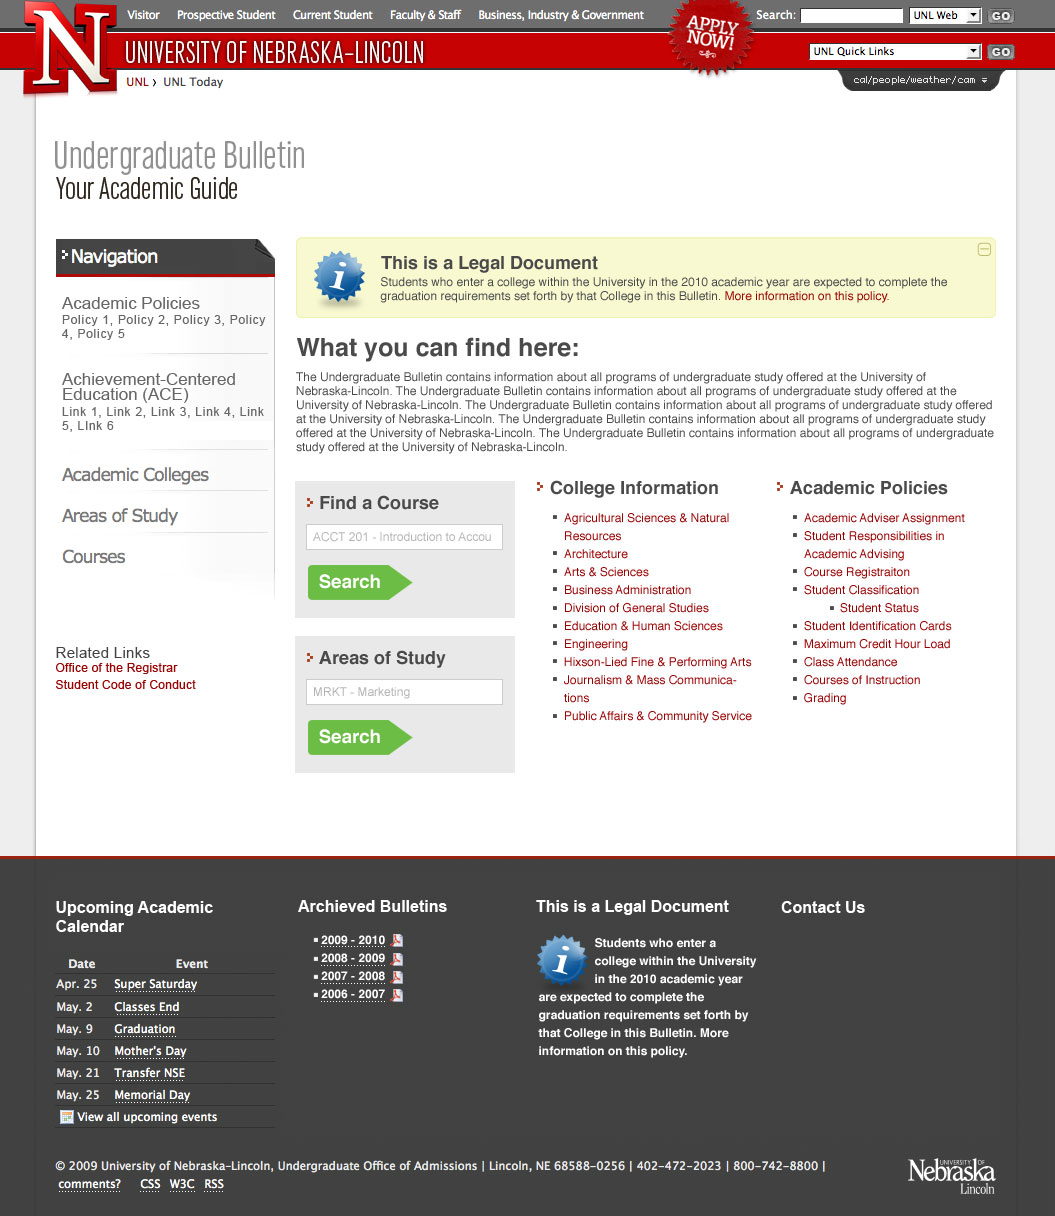 Visitor Prospective Student Current Student Faculty & Staff Business, Industry & Government
APPLY NOW!
Search: UNL Web GO
N UNIVERSITY OF NEBRASKA–LINCOLN
UNL Quick Links GO
UNL › UNL Today
cal/people/weather/cam
Undergraduate Bulletin
Your Academic Guide
Navigation
Academic Policies
Policy 1, Policy 2, Policy 3, Policy
4, Policy 5
Achievement-Centered
Education (ACE)
Link 1, Link 2, Link 3, Link 4, Link
5, LInk 6
Academic Colleges
Areas of Study
Courses
Related Links
Office of the Registrar
Student Code of Conduct
i
This is a Legal Document
Students who enter a college within the University in the 2010 academic year are expected to complete the
graduation requirements set forth by that College in this Bulletin. More information on this policy.
What you can find here:
The Undergraduate Bulletin contains information about all programs of undergraduate study offered at the University of
Nebraska-Lincoln. The Undergraduate Bulletin contains information about all programs of undergraduate study offered at the
University of Nebraska-Lincoln. The Undergraduate Bulletin contains information about all programs of undergraduate study offered
at the University of Nebraska-Lincoln. The Undergraduate Bulletin contains information about all programs of undergraduate study
offered at the University of Nebraska-Lincoln. The Undergraduate Bulletin contains information about all programs of undergraduate
study offered at the University of Nebraska-Lincoln.
Find a Course
ACCT 201 - Introduction to Accou
Search
Areas of Study
MRKT - Marketing
Search
College Information
Agricultural Sciences & Natural
Resources
Architecture
Arts & Sciences
Business Administration
Division of General Studies
Education & Human Sciences
Engineering
Hixson-Lied Fine & Performing Arts
Journalism & Mass Communica-
tions
Public Affairs & Community Service
Academic Policies
Academic Adviser Assignment
Student Responsibilities in
Academic Advising
Course Registraiton
Student Classification
Student Status
Student Identification Cards
Maximum Credit Hour Load
Class Attendance
Courses of Instruction
Grading
Upcoming Academic
Calendar
Date Event
Apr. 25 Super Saturday
May. 2 Classes End
May. 9 Graduation
May. 10 Mother's Day
May. 21 Transfer NSE
May. 25 Memorial Day
View all upcoming events
Archieved Bulletins
2009 - 2010
2008 - 2009
2007 - 2008
2006 - 2007
This is a Legal Document
i
Students who enter a
college within the University
in the 2010 academic year
are expected to complete the
graduation requirements set forth by
that College in this Bulletin. More
information on this policy.
Contact Us
© 2009 University of Nebraska–Lincoln, Undergraduate Office of Admissions | Lincoln, NE 68588-0256 | 402-472-2023 | 800-742-8800 |
comments? CSS W3C RSS
UNIVERSITY OF
Nebraska
Lincoln